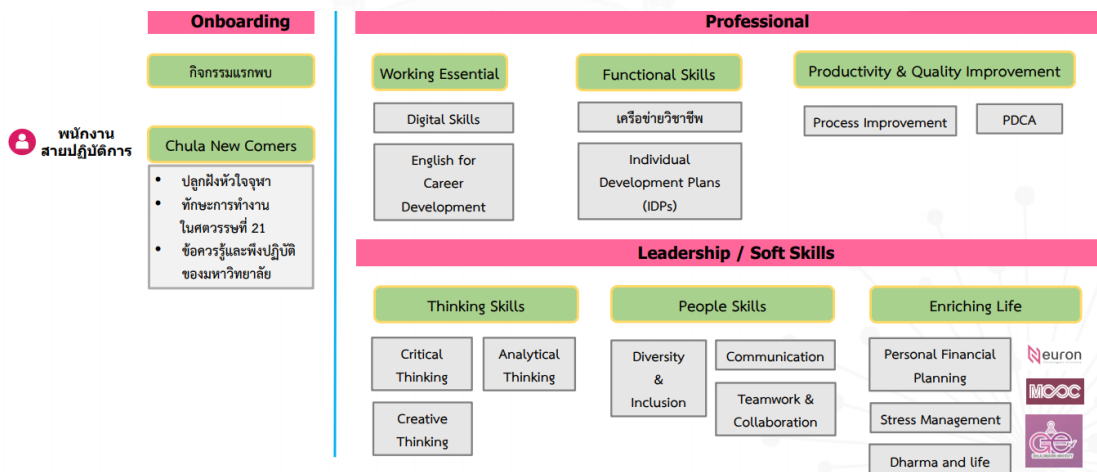 Onboarding
กิจกรรมแรกพบ
พนักงาน
สายปฏิบัติการ
Chula New Comers
• ปลูกฝังหัวใจจุฬา
• ทักษะการทำงาน
ในศตวรรษที่ 21
• ข้อควรรู้และพึงปฏิบัติ
ของมหาวิทยาลัย
Professional
Working Essential
Digital Skills
English for
Career
Development
Functional Skills
เครือข่ายวิชาชีพ
Individual
Development Plans
(IDPs)
Productivity & Quality Improvement
Process Improvement
PDCA
Leadership / Soft Skills
Thinking Skills
Critical
Thinking
Analytical
Thinking
Creative
Thinking
People Skills
Diversity
&
Inclusion
Communication
Teamwork &
Collaboration
Enriching Life
Personal Financial
Planning
Stress Management
Dharma and life
Neuron
MOOC
GE